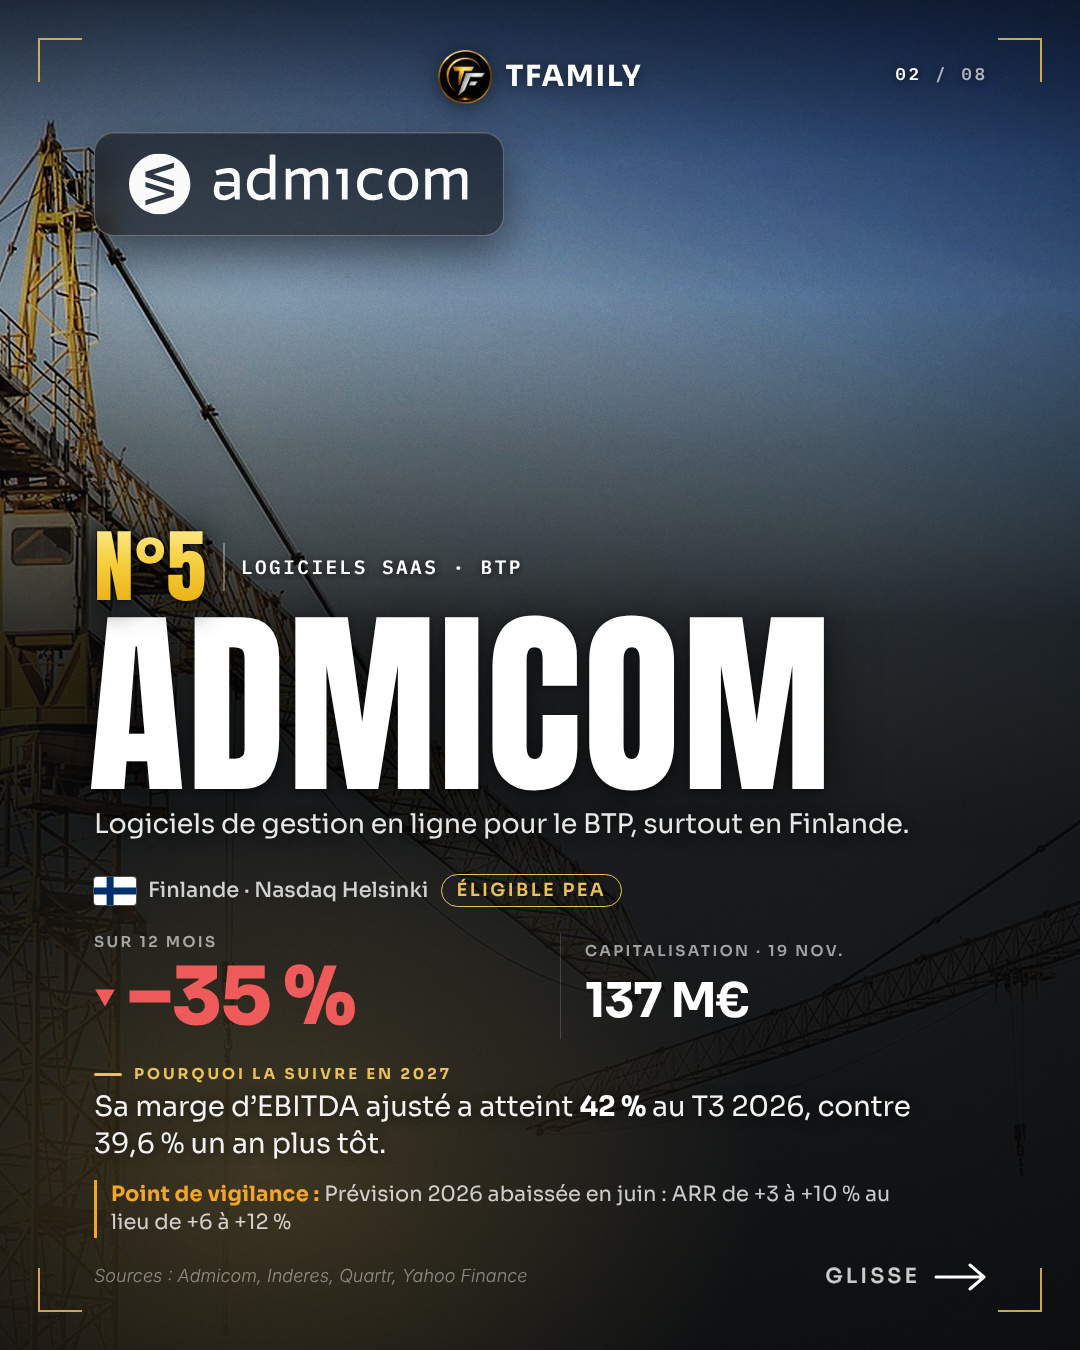 TFAMILY
02 / 08
admicom
N°5
LOGICIELS SAAS · BTP
ADMICOM
Logiciels de gestion en ligne pour le BTP, surtout en Finlande.
Finlande · Nasdaq Helsinki
ÉLIGIBLE PEA
SUR 12 MOIS
▼ −35 %
CAPITALISATION · 19 NOV.
137 M€
POURQUOI LA SUIVRE EN 2027
Sa marge d’EBITDA ajusté a atteint 42 % au T3 2026, contre
39,6 % un an plus tôt.
Point de vigilance : Prévision 2026 abaissée en juin : ARR de +3 à +10 % au
lieu de +6 à +12 %
Sources : Admicom, Inderes, Quartr, Yahoo Finance
GLISSE